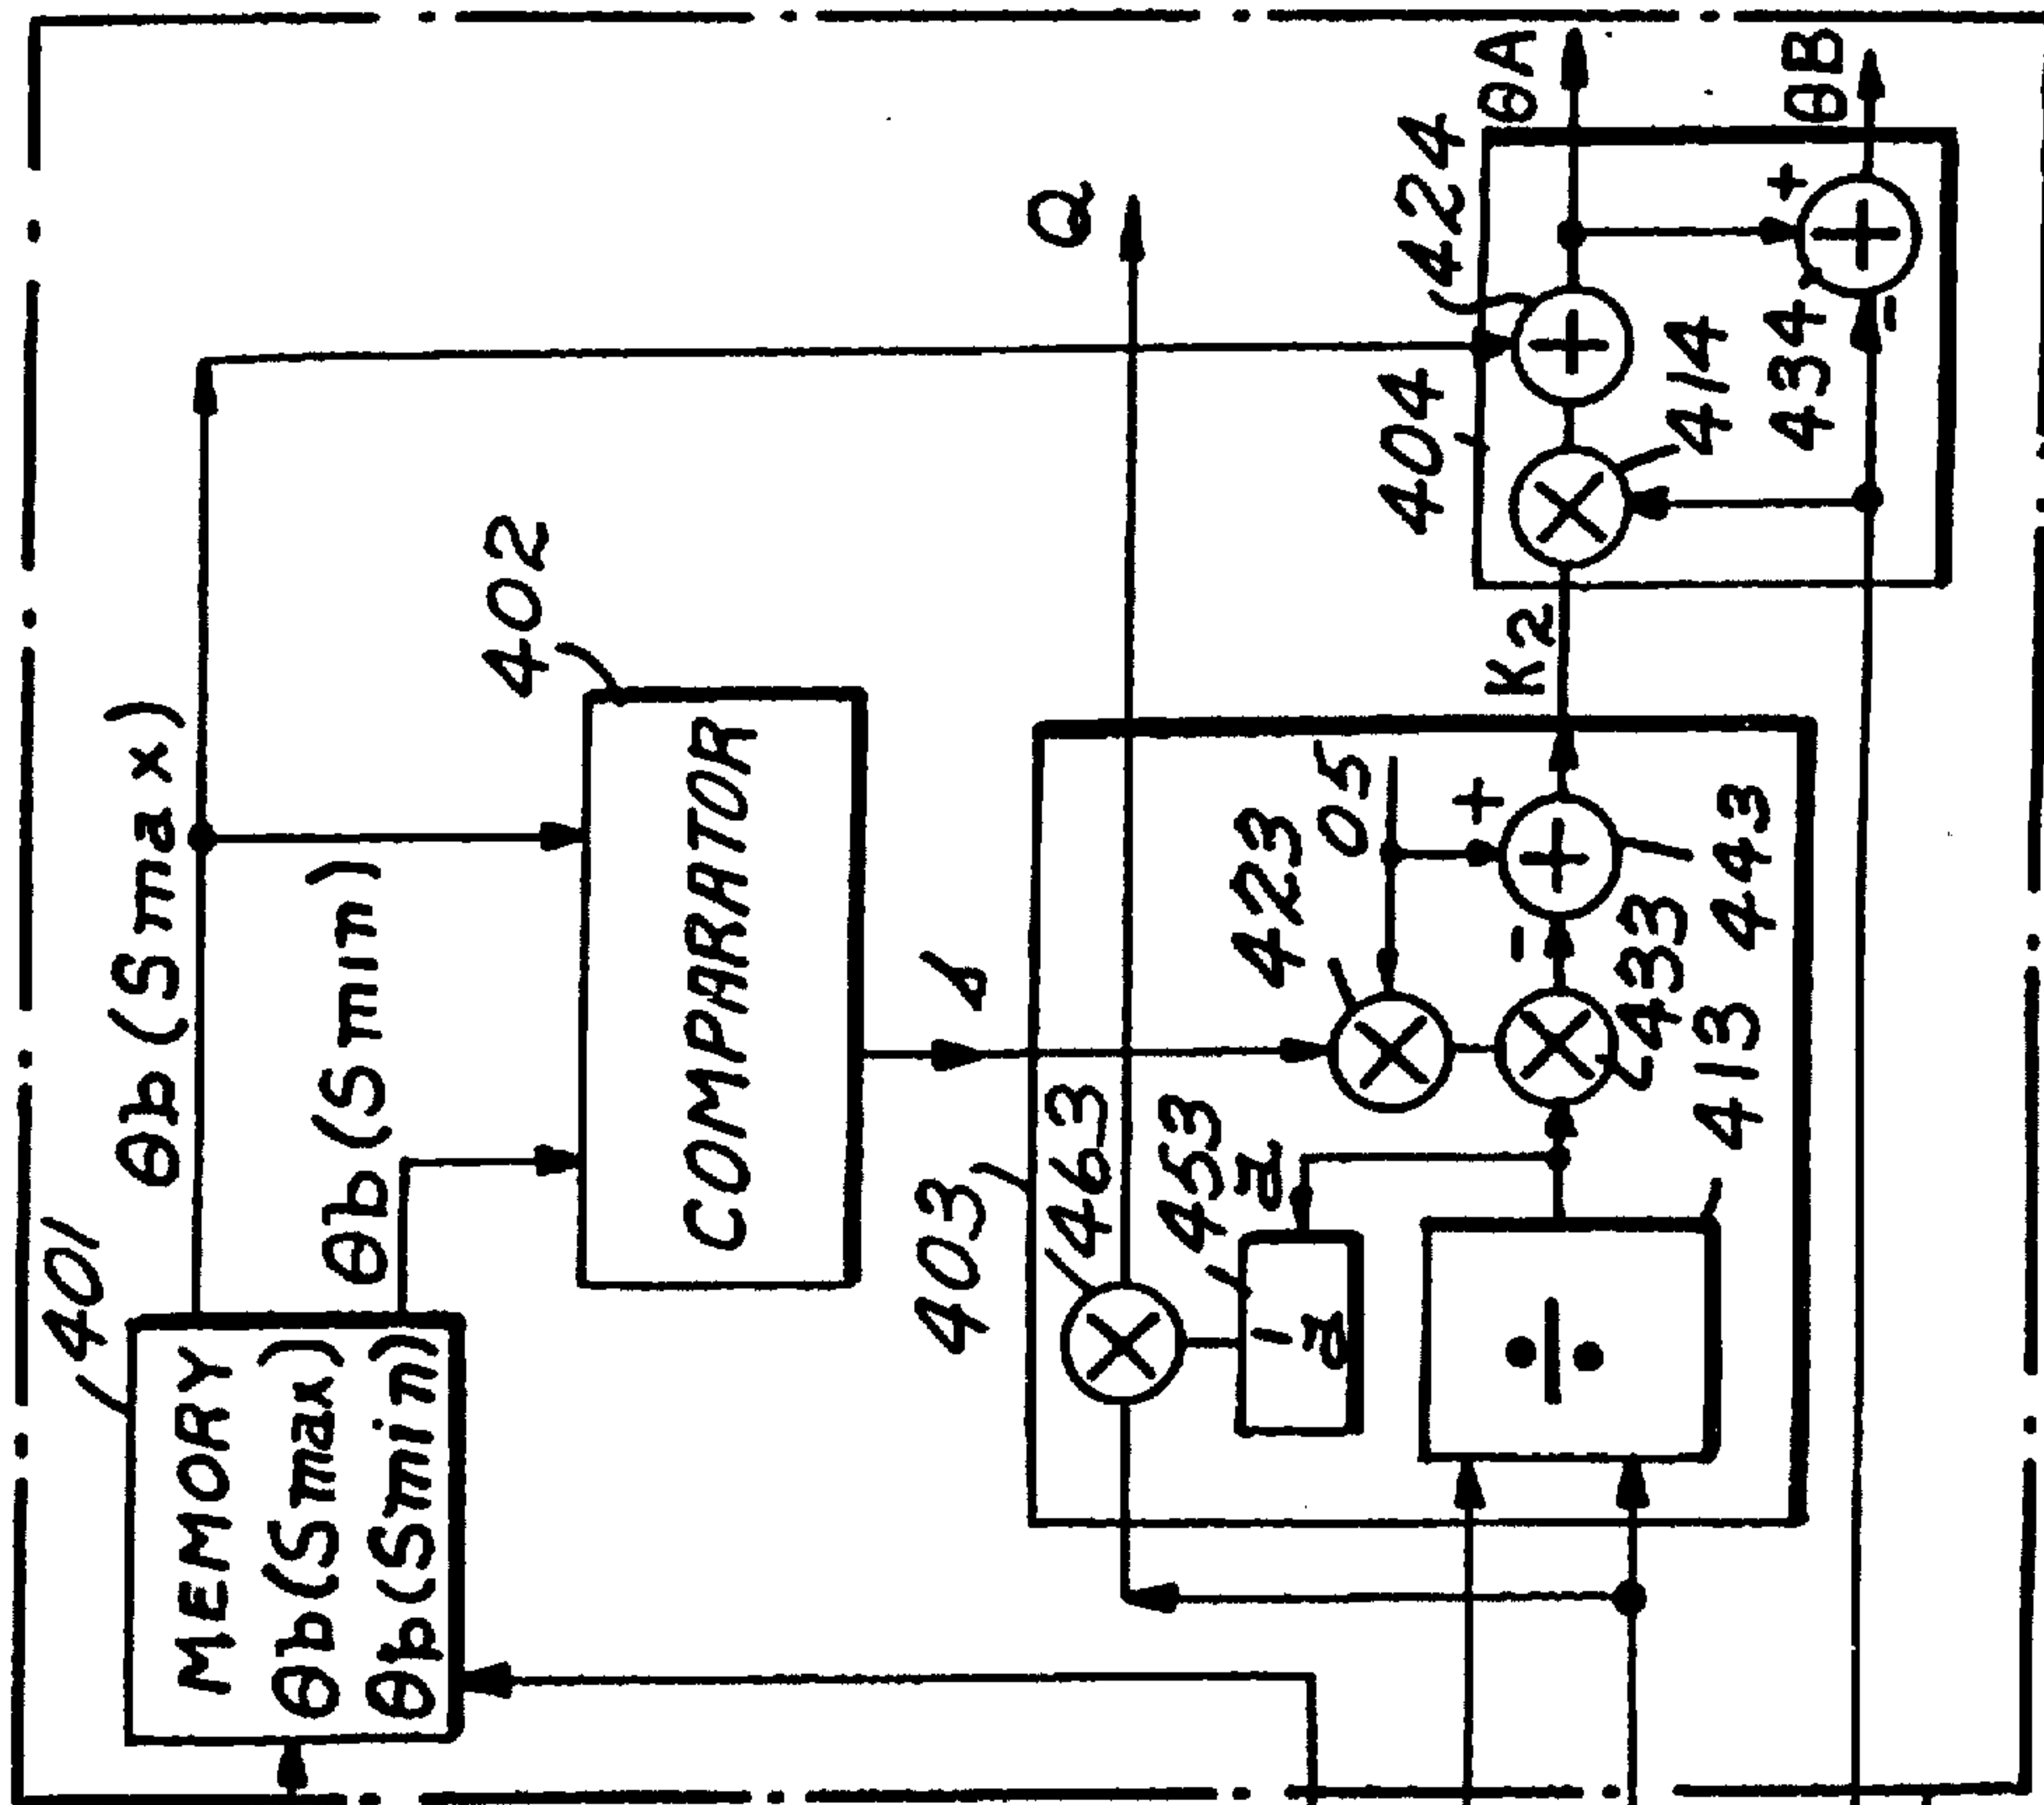 401
MEMORY
θb(Smax)
θb(Smin)
θb (Smax)
θb(Smin)
402
COMPARATOR
s
403
463
453
a
1
a
÷
413
433
423
05
+
-
443
K2
404
414
424
434
+
-
Q
θA
θB